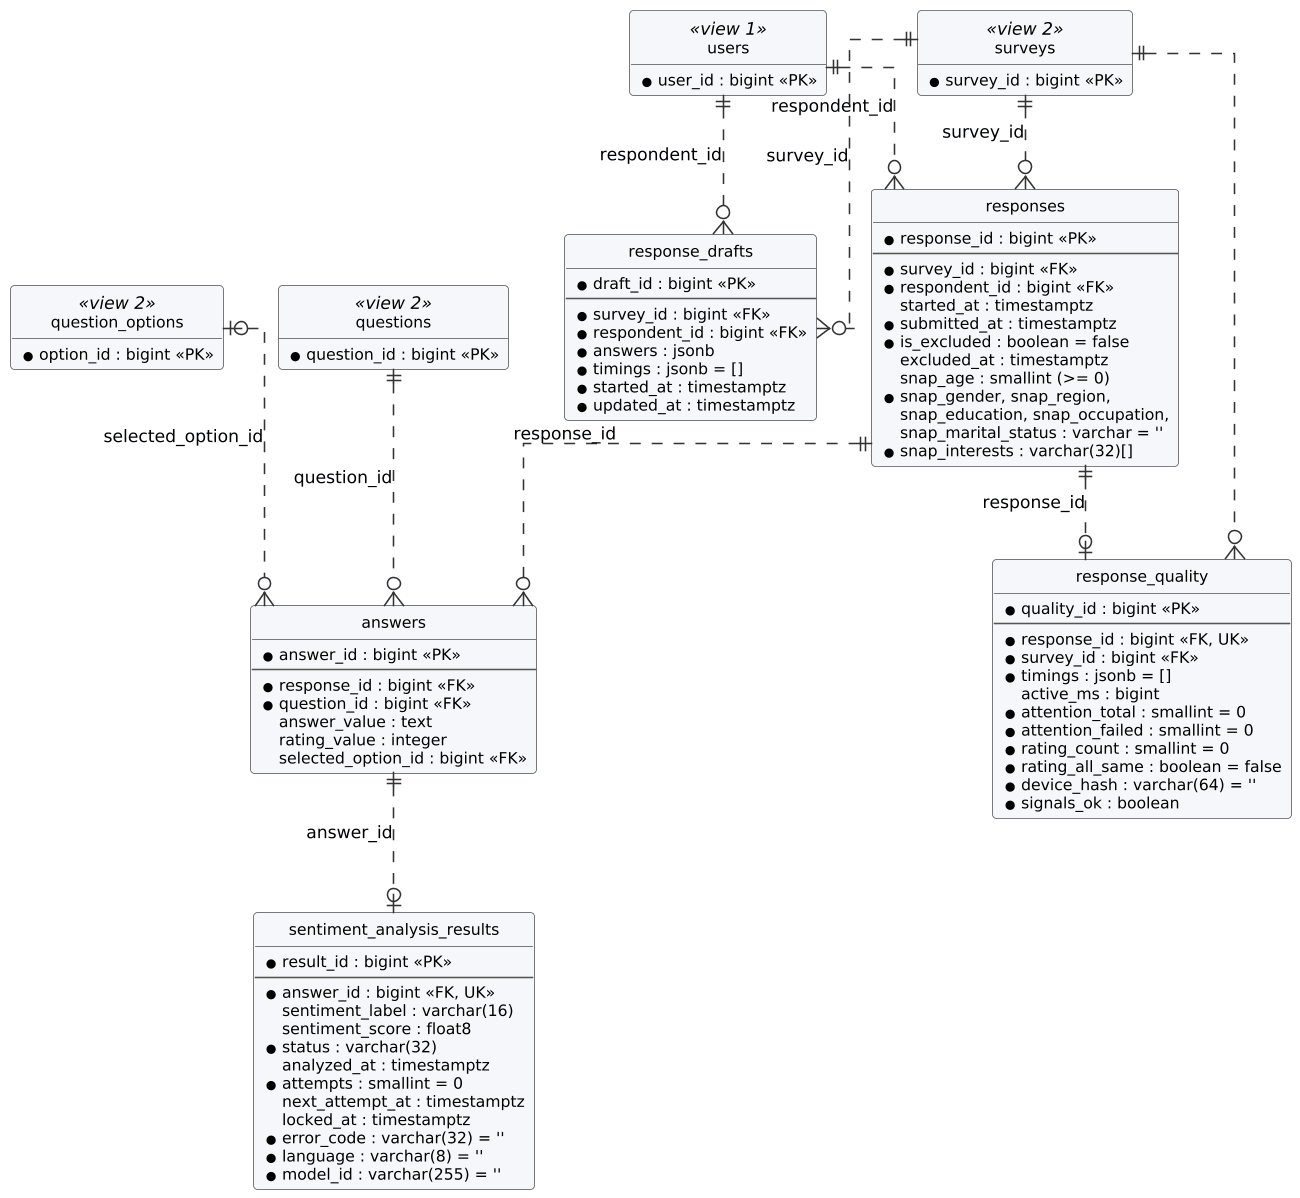 «view 1»
users
● user_id : bigint «PK»
«view 2»
surveys
● survey_id : bigint «PK»
respondent_id
respondent_id
survey_id
survey_id
responses
● response_id : bigint «PK»
● survey_id : bigint «FK»
● respondent_id : bigint «FK»
started_at : timestamptz
● submitted_at : timestamptz
● is_excluded : boolean = false
excluded_at : timestamptz
snap_age : smallint (>= 0)
● snap_gender, snap_region,
snap_education, snap_occupation,
snap_marital_status : varchar = ''
● snap_interests : varchar(32)[]
response_drafts
● draft_id : bigint «PK»
● survey_id : bigint «FK»
● respondent_id : bigint «FK»
● answers : jsonb
● timings : jsonb = []
● started_at : timestamptz
● updated_at : timestamptz
«view 2»
question_options
● option_id : bigint «PK»
«view 2»
questions
● question_id : bigint «PK»
selected_option_id
question_id
response_id
response_id
response_quality
● quality_id : bigint «PK»
● response_id : bigint «FK, UK»
● survey_id : bigint «FK»
● timings : jsonb = []
active_ms : bigint
● attention_total : smallint = 0
● attention_failed : smallint = 0
● rating_count : smallint = 0
● rating_all_same : boolean = false
● device_hash : varchar(64) = ''
● signals_ok : boolean
answers
● answer_id : bigint «PK»
● response_id : bigint «FK»
● question_id : bigint «FK»
answer_value : text
rating_value : integer
selected_option_id : bigint «FK»
answer_id
sentiment_analysis_results
● result_id : bigint «PK»
● answer_id : bigint «FK, UK»
sentiment_label : varchar(16)
sentiment_score : float8
● status : varchar(32)
analyzed_at : timestamptz
● attempts : smallint = 0
next_attempt_at : timestamptz
locked_at : timestamptz
● error_code : varchar(32) = ''
● language : varchar(8) = ''
● model_id : varchar(255) = ''